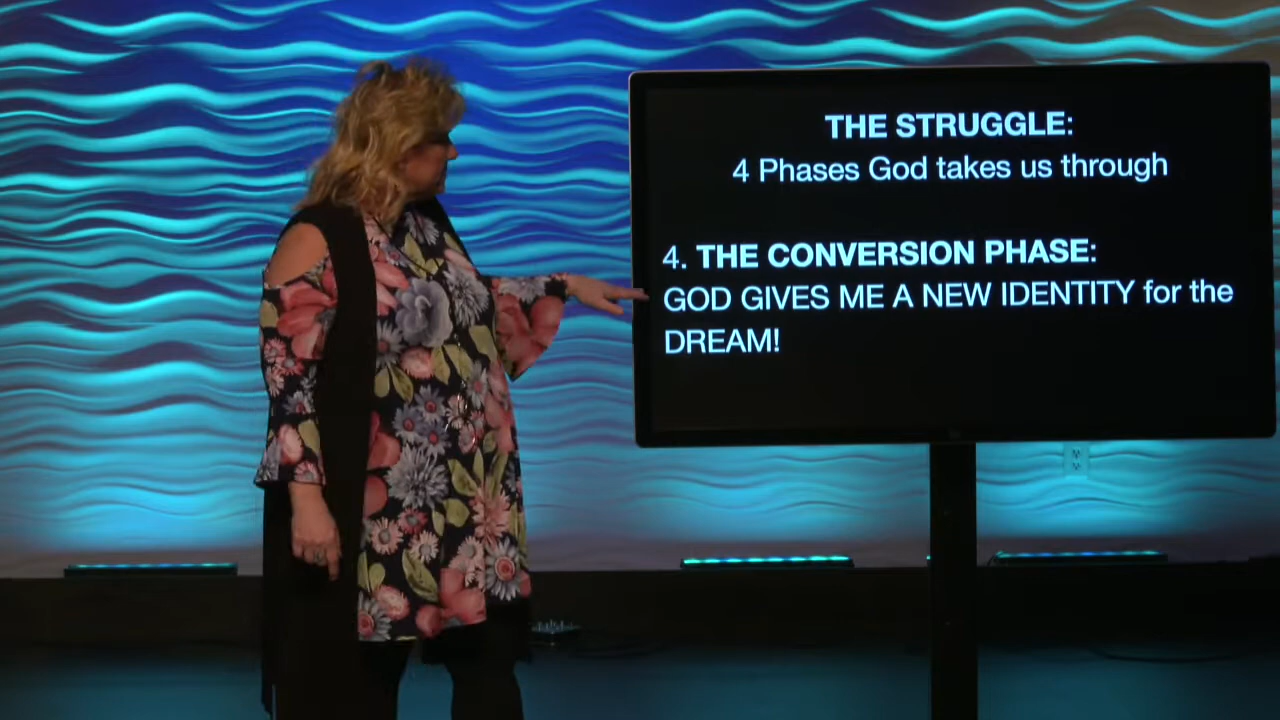 THE STRUGGLE:
4 Phases God takes us through
4. THE CONVERSION PHASE:
GOD GIVES ME A NEW IDENTITY for the
DREAM!